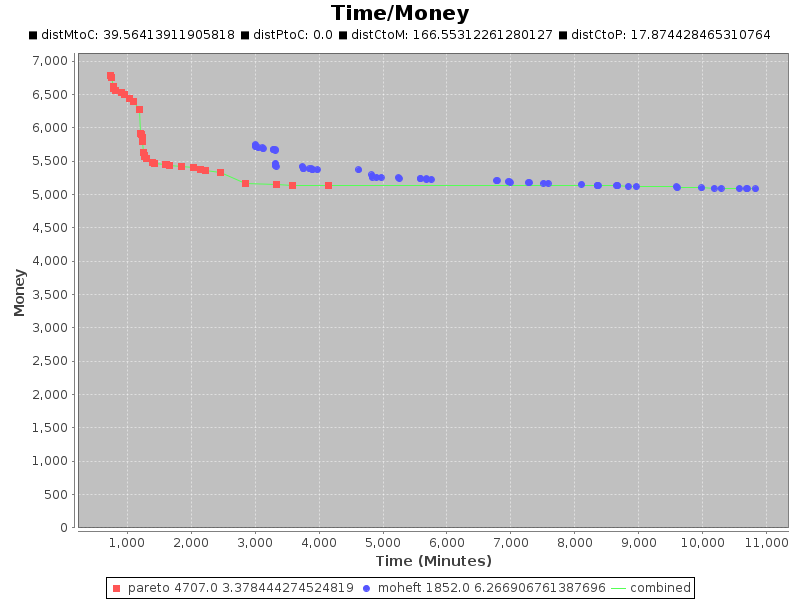 Time/Money
distMtoC: 39.56413911905818 distPtoC: 0.0 distCtoM: 166.55312261280127 distCtoP: 17.874428465310764
7,000
6,500
6,000
5,500
5,000
4,500
4,000
3,500
3,000
2,500
2,000
1,500
1,000
500
0
Money
1,000 2,000 3,000 4,000 5,000 6,000 7,000 8,000 9,000 10,000 11,000
Time (Minutes)
pareto 4707.0 3.378444274524819 moheft 1852.0 6.266906761387696 combined